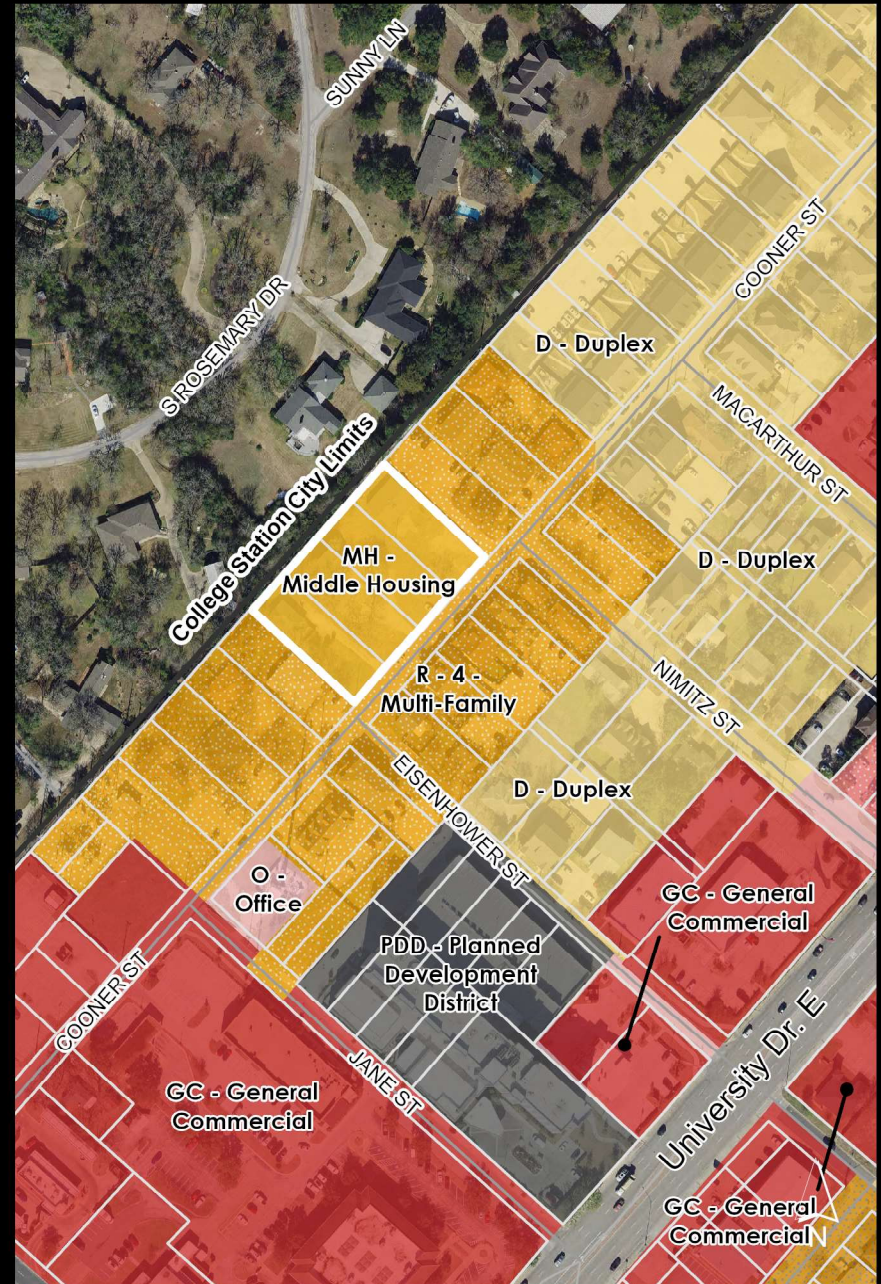 SUNNY LN
COONER ST
S ROSEMARY DR
D - Duplex
MACARTHUR ST
College Station City Limits
MH -
Middle Housing
D - Duplex
R - 4 -
Multi-Family
NIMITZ ST
EISENHOWER ST
D - Duplex
O -
Office
GC - General
Commercial
PDD - Planned
Development
District
COONER ST
University Dr. E
JANE ST
GC - General
Commercial
GC - General
Commercial
N